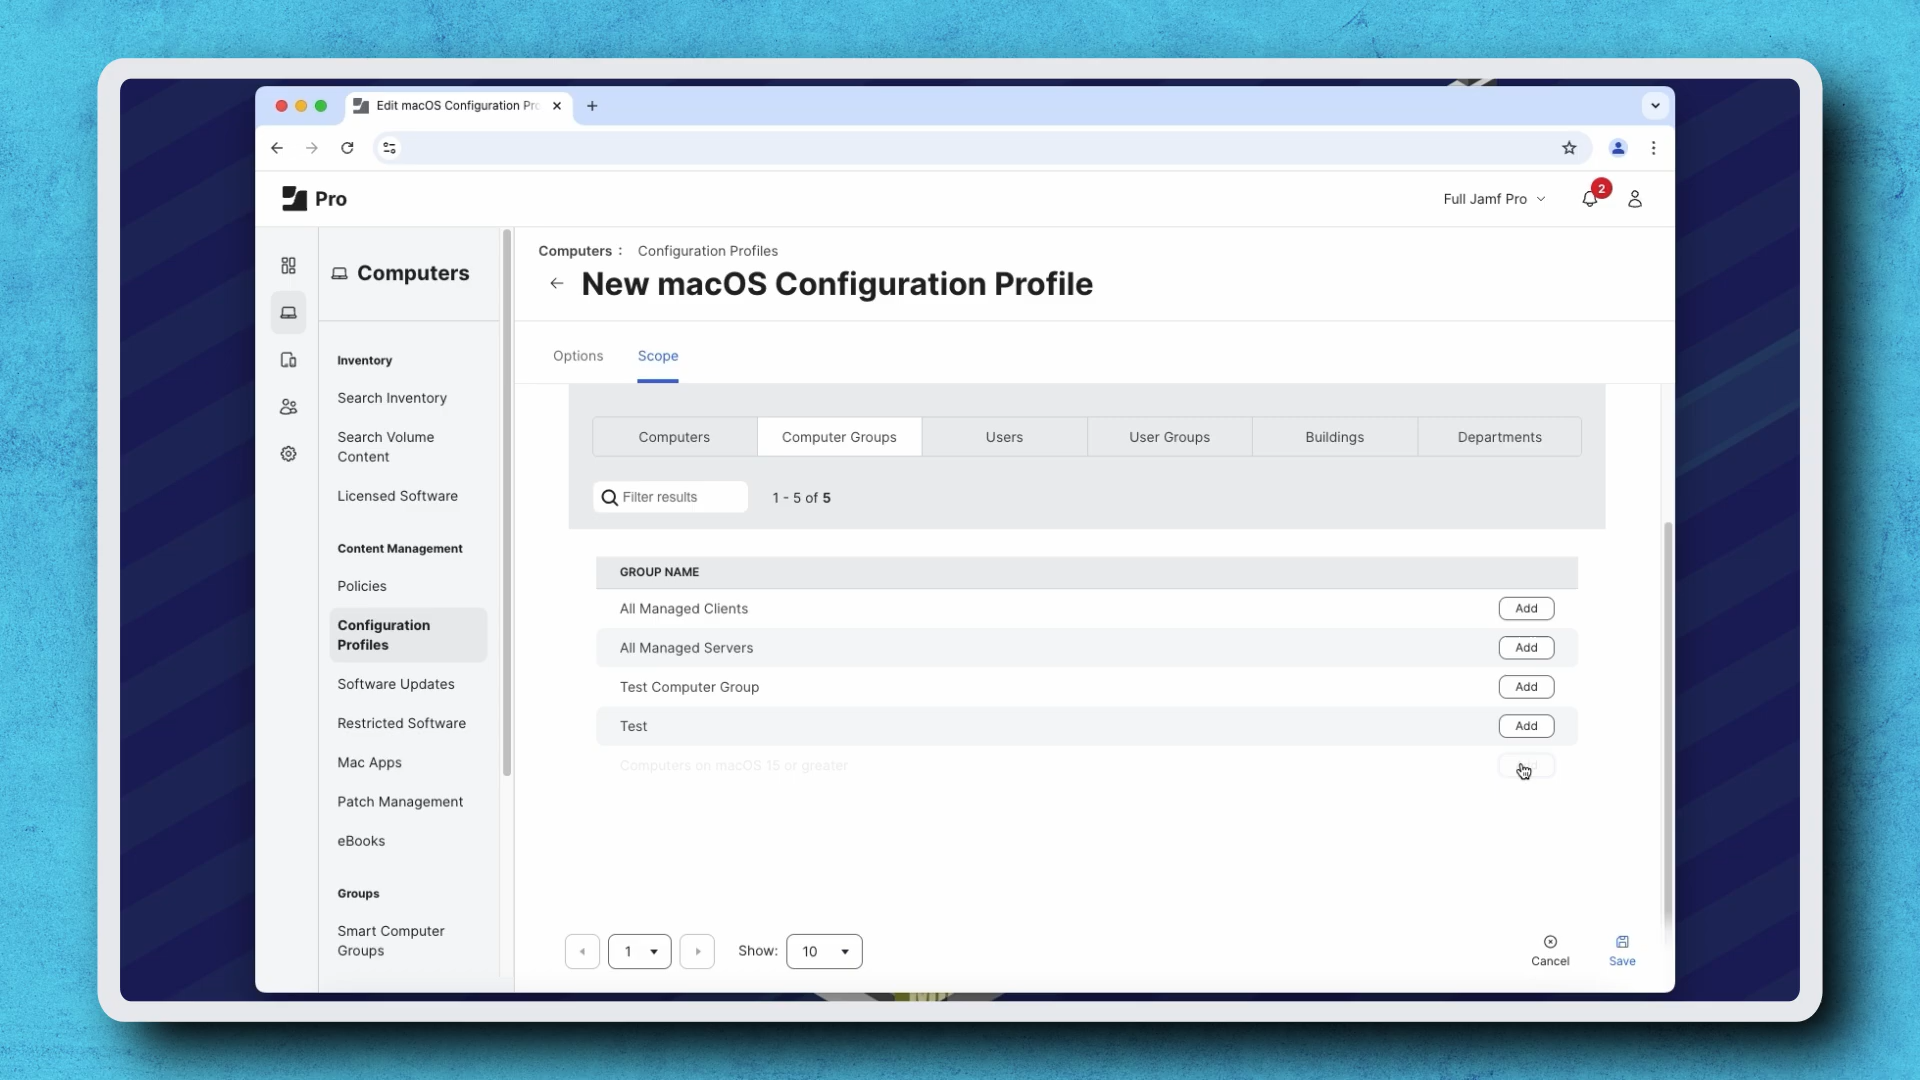 Edit macOS Configuration Pr
Pro
Full Jamf Pro
2
Computers
Inventory
Search Inventory
Search Volume
Content
Licensed Software
Content Management
Policies
Configuration
Profiles
Software Updates
Restricted Software
Mac Apps
Patch Management
eBooks
Groups
Smart Computer
Groups
Computers : Configuration Profiles
New macOS Configuration Profile
Options Scope
Computers Computer Groups Users User Groups Buildings Departments
Filter results 1 - 5 of 5
GROUP NAME
All Managed Clients Add
All Managed Servers Add
Test Computer Group Add
Test Add
Computers on macOS 15 or greater
1 Show: 10
Cancel Save